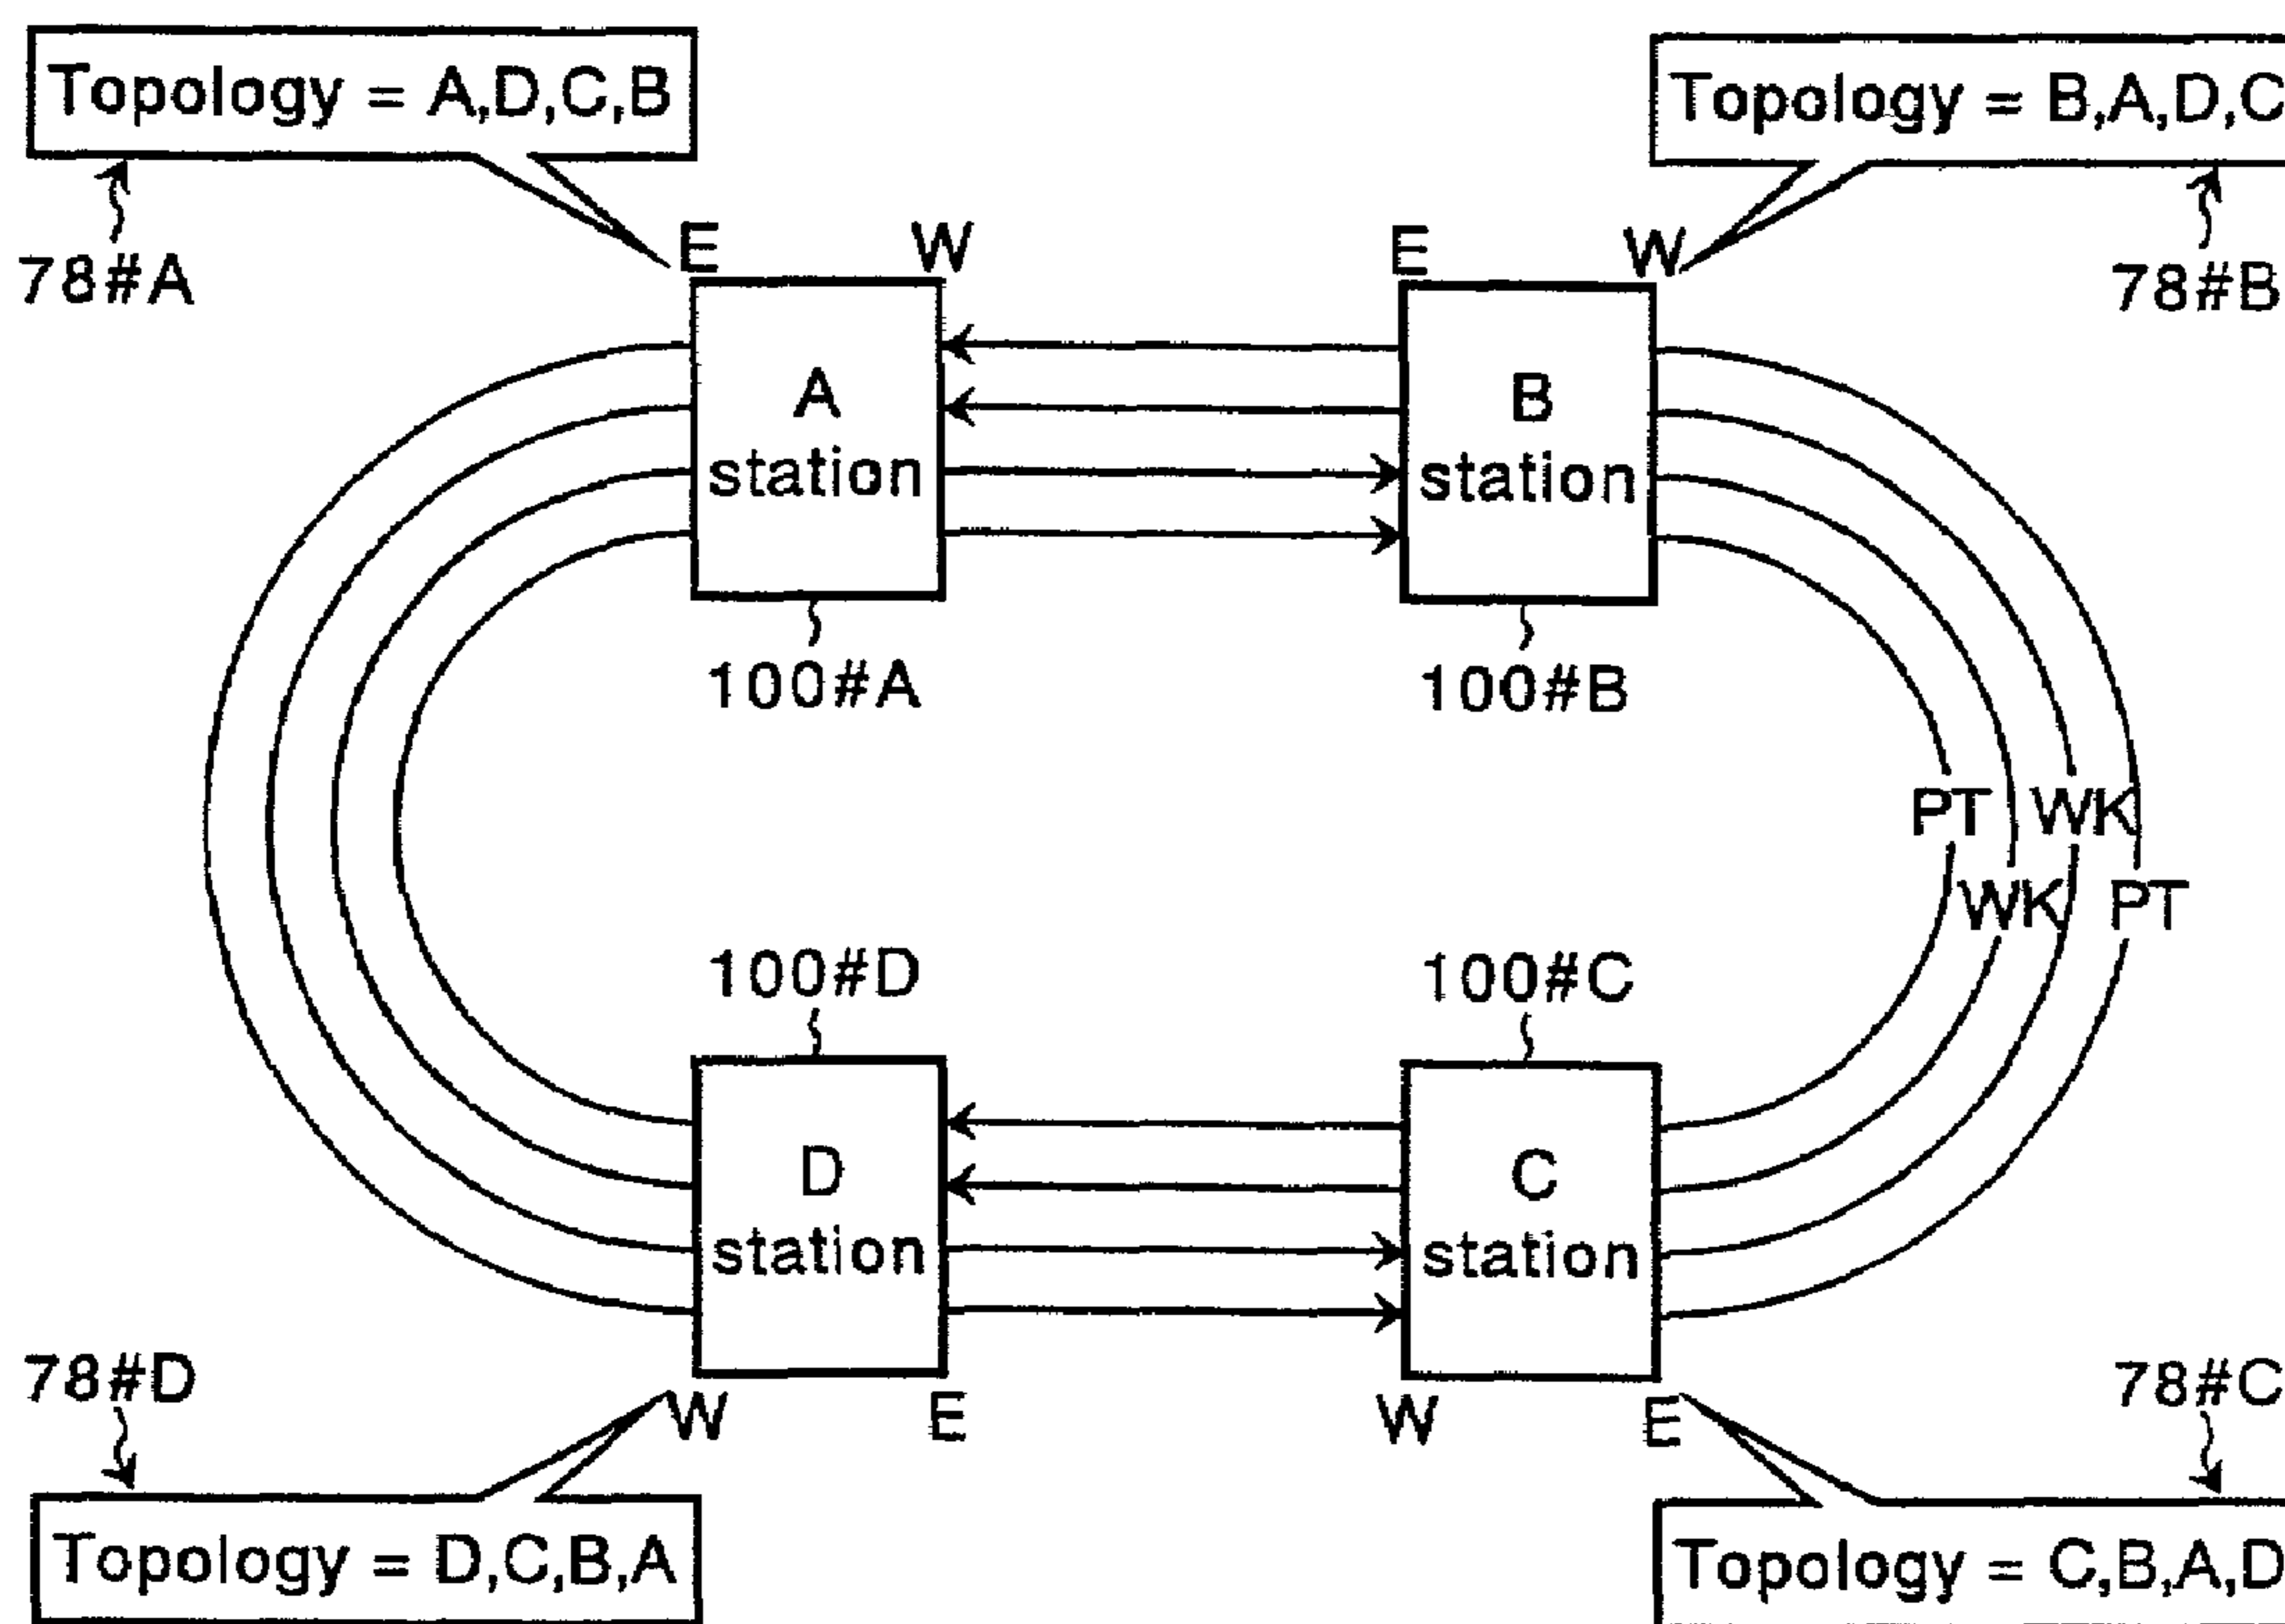 Topology = A,D,C,B
Topology = B,A,D,C
78#A
78#B
E
W
E
W
A
station
B
station
100#A
100#B
PT
WK
WK
PT
100#D
100#C
D
station
C
station
78#D
78#C
W
E
W
E
Topology = D,C,B,A
Topology = C,B,A,D